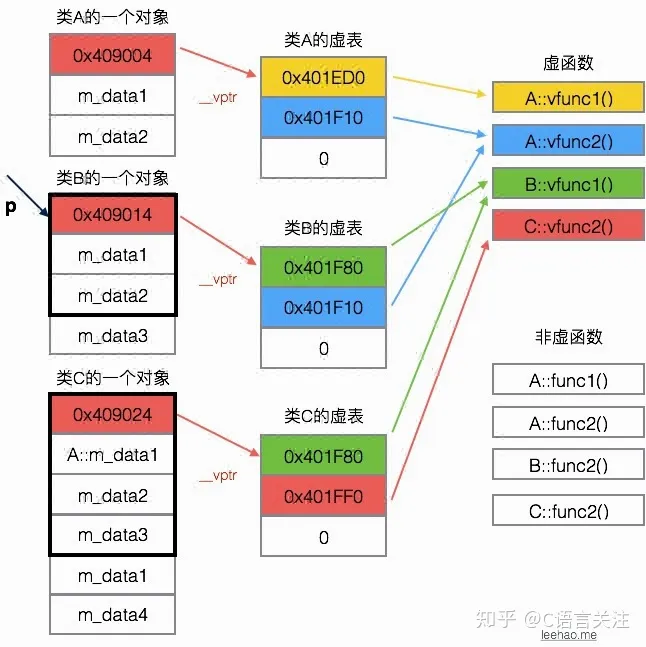 类A的一个对象
0x409004
m_data1
m_data2
__vptr
类A的虚表
0x401ED0
0x401F10
0
虚函数
A::vfunc1()
A::vfunc2()
B::vfunc1()
C::vfunc2()
p
类B的一个对象
0x409014
m_data1
m_data2
m_data3
__vptr
类B的虚表
0x401F80
0x401F10
0
类C的一个对象
0x409024
A::m_data1
m_data2
m_data3
m_data1
m_data4
__vptr
类C的虚表
0x401F80
0x401FF0
0
非虚函数
A::func1()
A::func2()
B::func2()
C::func2()
知乎 @C语言关注
leehao.me